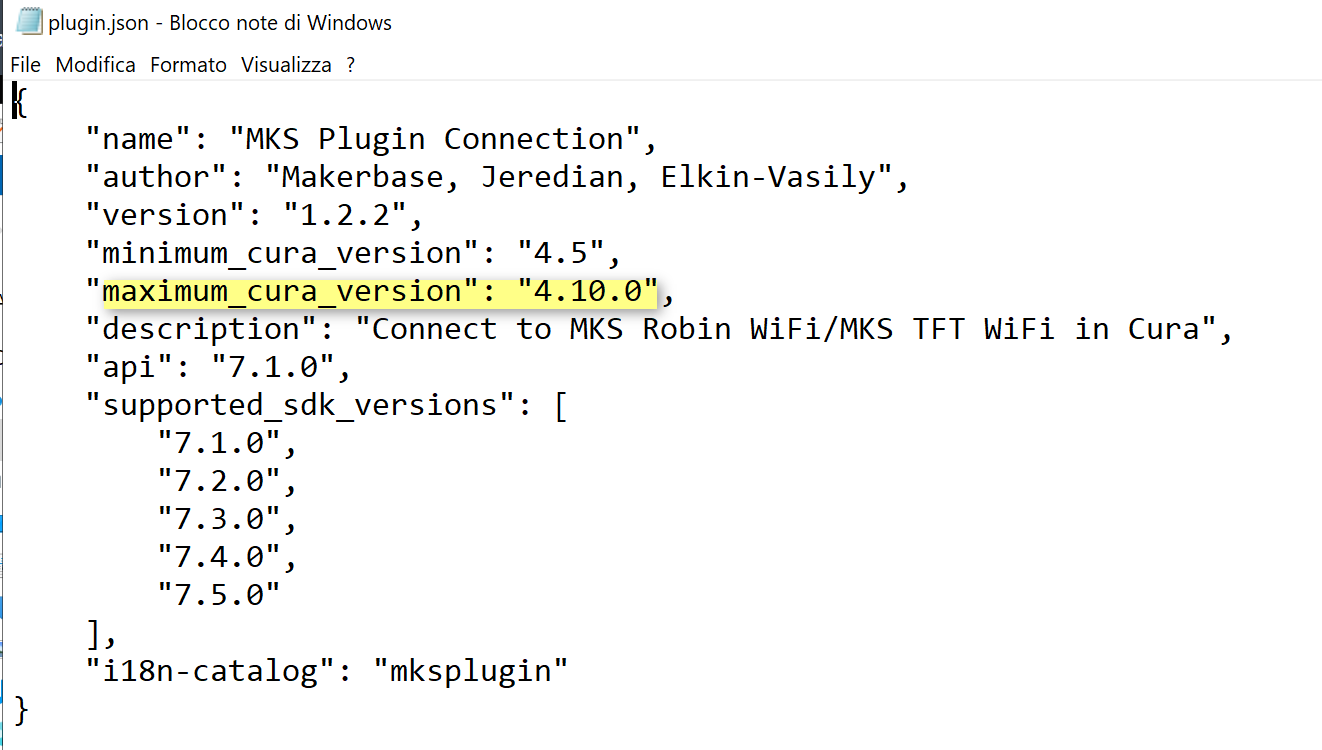 plugin.json - Blocco note di Windows
File Modifica Formato Visualizza ?
{
"name": "MKS Plugin Connection",
"author": "Makerbase, Jeredian, Elkin-Vasily",
"version": "1.2.2",
"minimum_cura_version": "4.5",
"maximum_cura_version": "4.10.0",
"description": "Connect to MKS Robin WiFi/MKS TFT WiFi in Cura",
"api": "7.1.0",
"supported_sdk_versions": [
"7.1.0",
"7.2.0",
"7.3.0",
"7.4.0",
"7.5.0"
],
"i18n-catalog": "mksplugin"
}